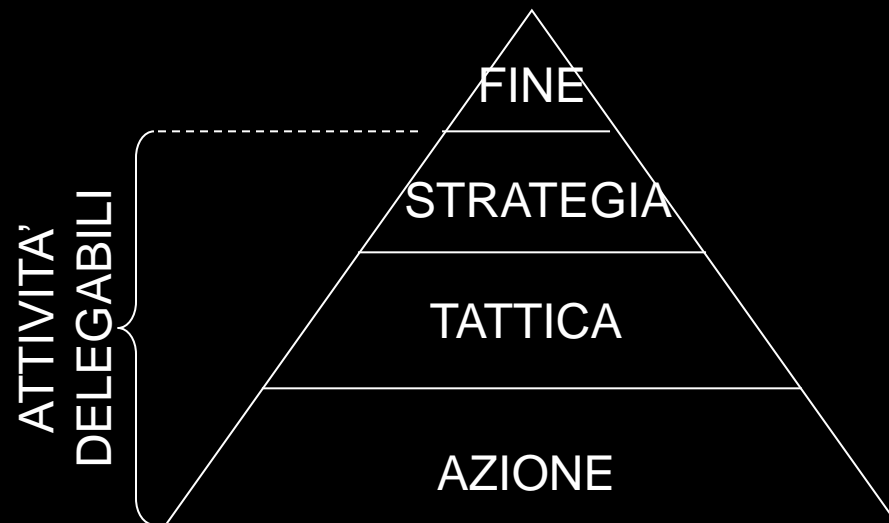 FINE
STRATEGIA
TATTICA
AZIONE
ATTIVITA’
DELEGABILI